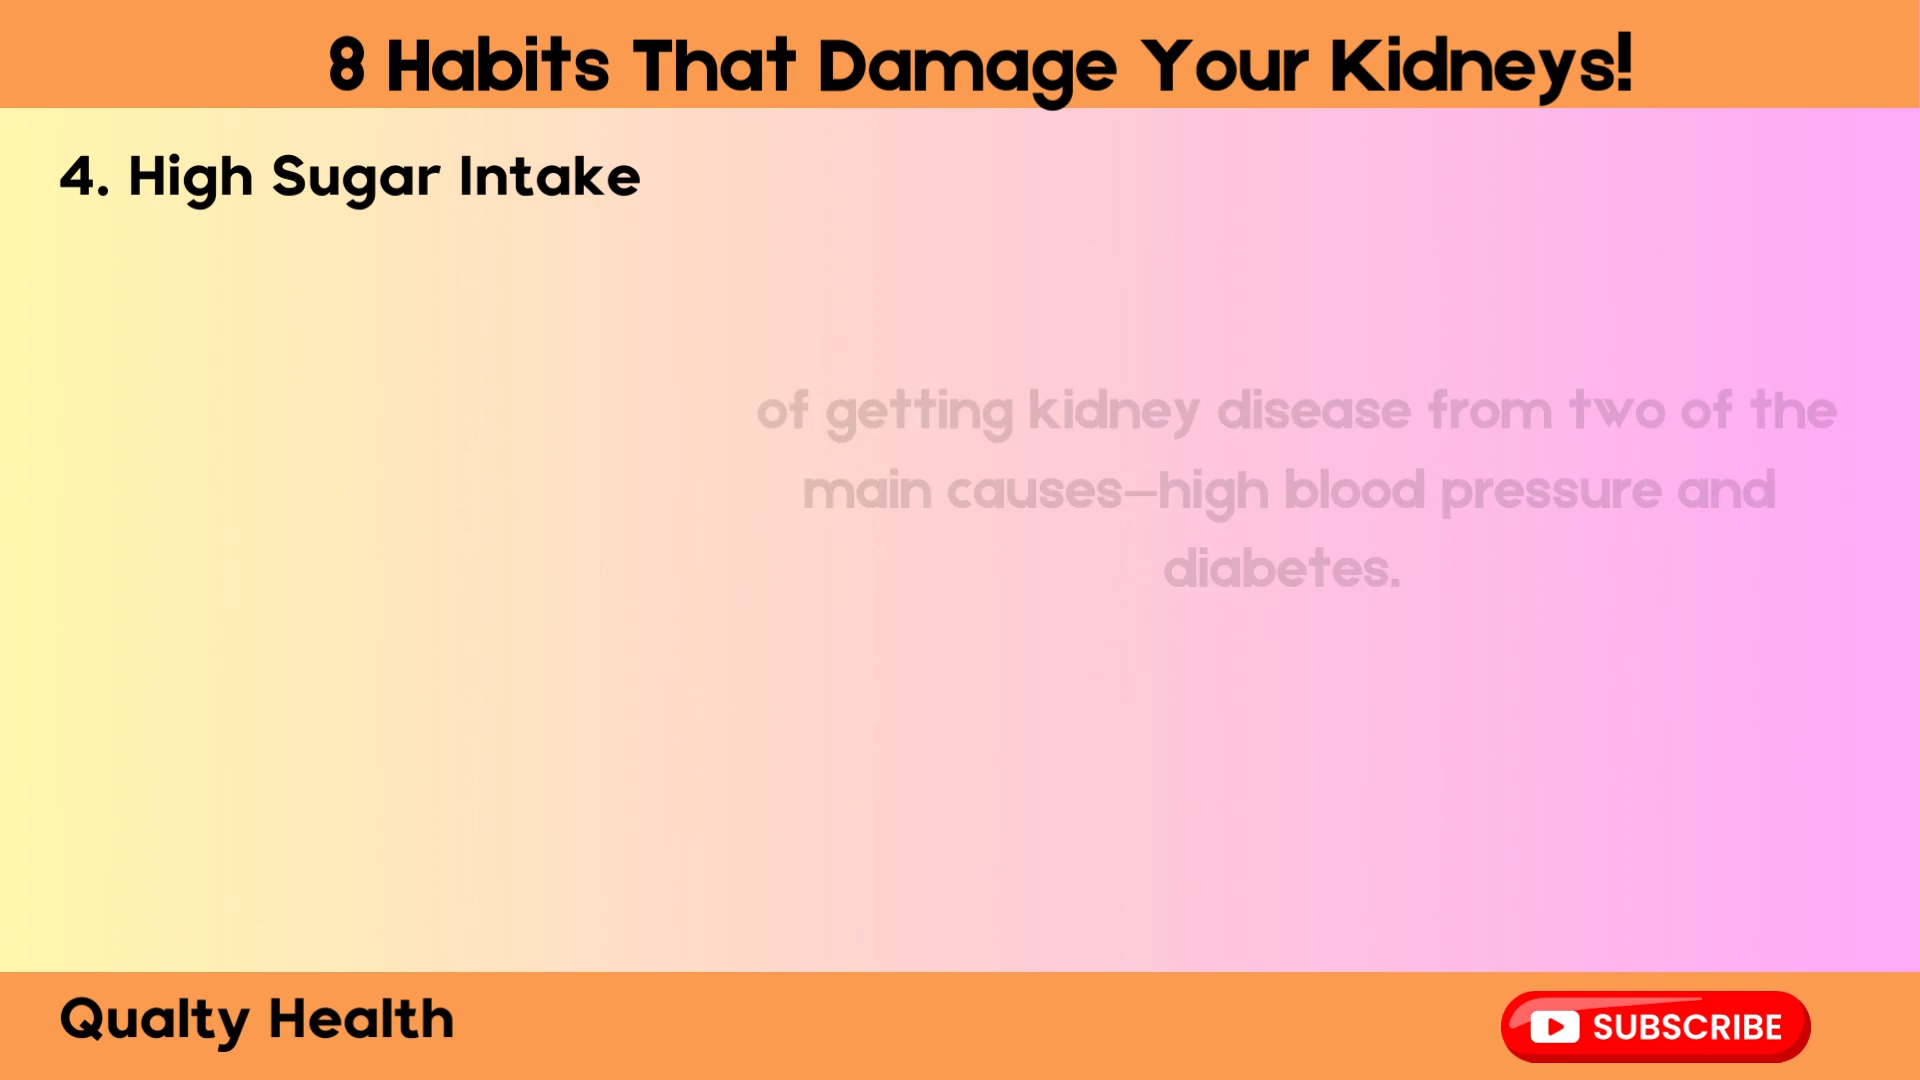 8 Habits That Damage Your Kidneys!
4. High Sugar Intake
of getting kidney disease from two of the
main causes—high blood pressure and
diabetes.
Qualty Health
SUBSCRIBE